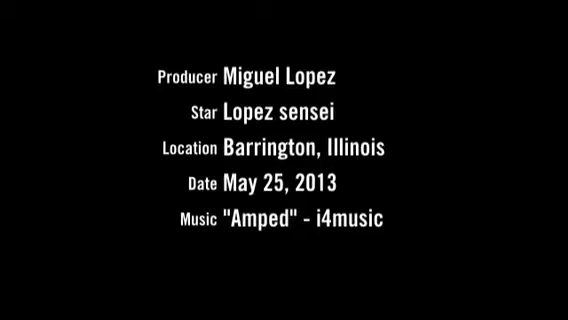 Producer Miguel Lopez
Star Lopez sensei
Location Barrington, Illinois
Date May 25, 2013
Music "Amped" - i4music